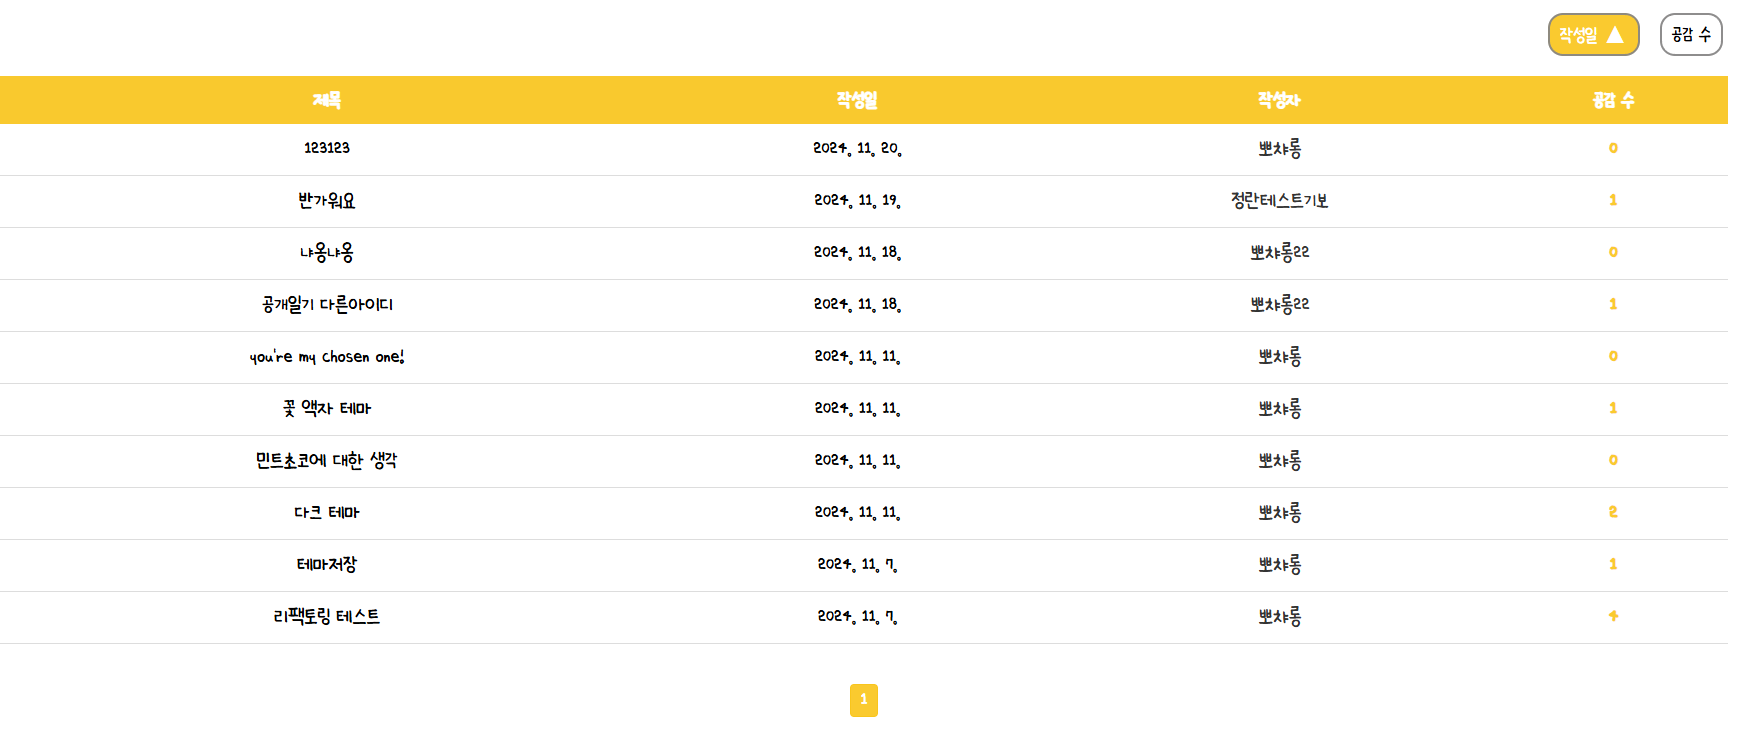 작성일 ▲ 공감 수
제목 작성일 작성자 공감 수
123123 2024. 11. 20. 뽀챠롱 0
반가워요 2024. 11. 19. 정란테스트기보 1
냐옹냐옹 2024. 11. 18. 뽀챠롱22 0
공개일기 다른아이디 2024. 11. 18. 뽀챠롱22 1
you're my chosen one! 2024. 11. 11. 뽀챠롱 0
꽃 액자 테마 2024. 11. 11. 뽀챠롱 1
민트초코에 대한 생각 2024. 11. 11. 뽀챠롱 0
다크 테마 2024. 11. 11. 뽀챠롱 2
테마저장 2024. 11. 7. 뽀챠롱 1
리팩토링 테스트 2024. 11. 7. 뽀챠롱 4
1